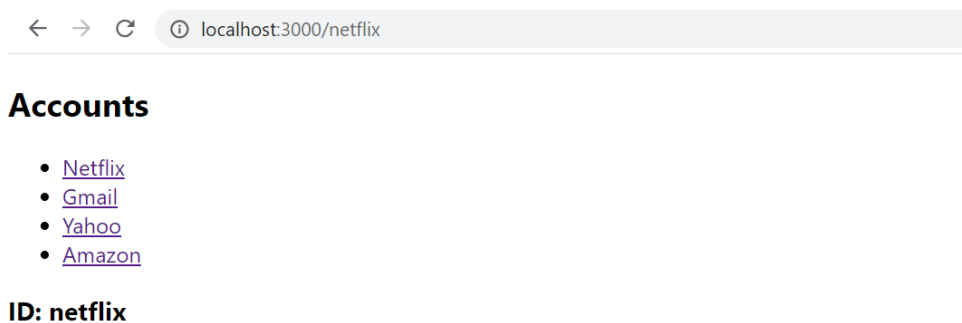 localhost:3000/netflix
Accounts
Netflix
Gmail
Yahoo
Amazon
ID: netflix